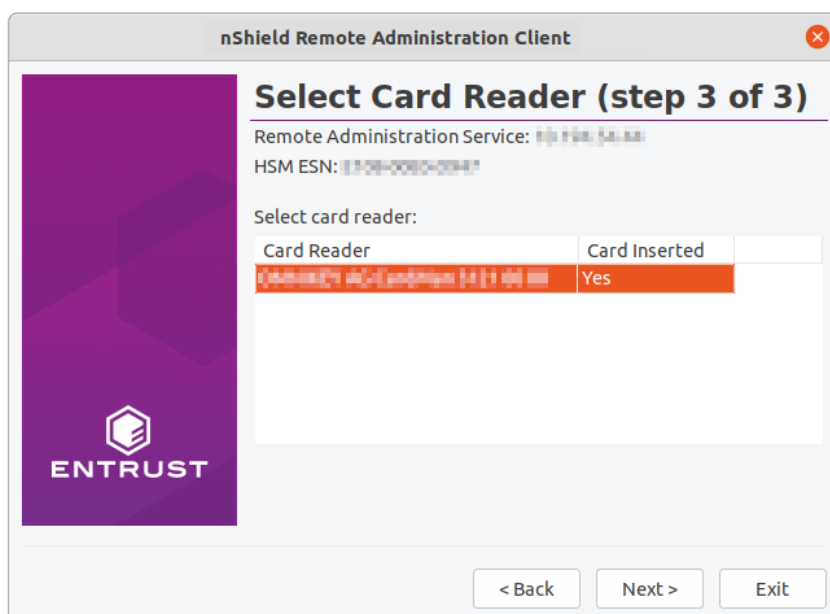 nShield Remote Administration Client
Select Card Reader (step 3 of 3)
Remote Administration Service:
HSM ESN:
Select card reader:
Card Reader Card Inserted
Yes
ENTRUST
< Back Next > Exit